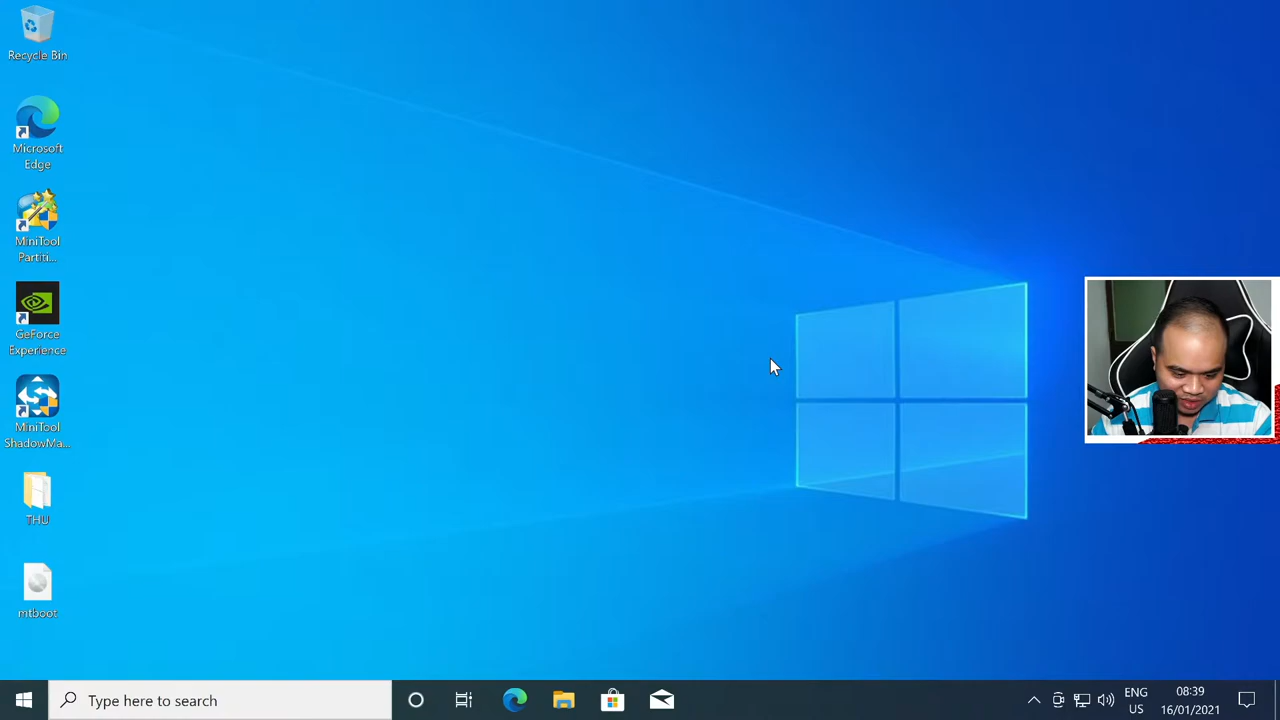 Recycle Bin
Microsoft
Edge
MiniTool
Partiti...
GeForce
Experience
MiniTool
ShadowMa...
THU
mtboot
Type here to search
ENG
US
08:39
16/01/2021